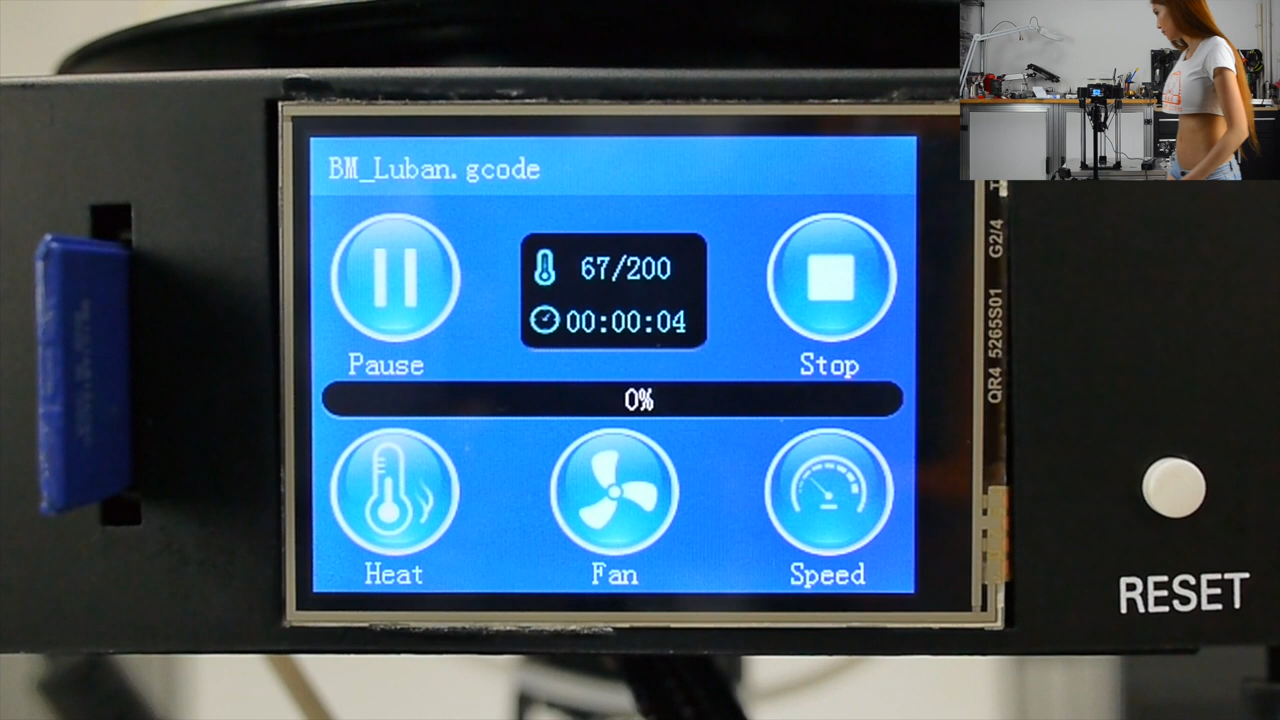 BM_Luban.gcode
67/200
00:00:04
Pause
Stop
0%
Heat
Fan
Speed
QR4 5265S01 G2/4
RESET